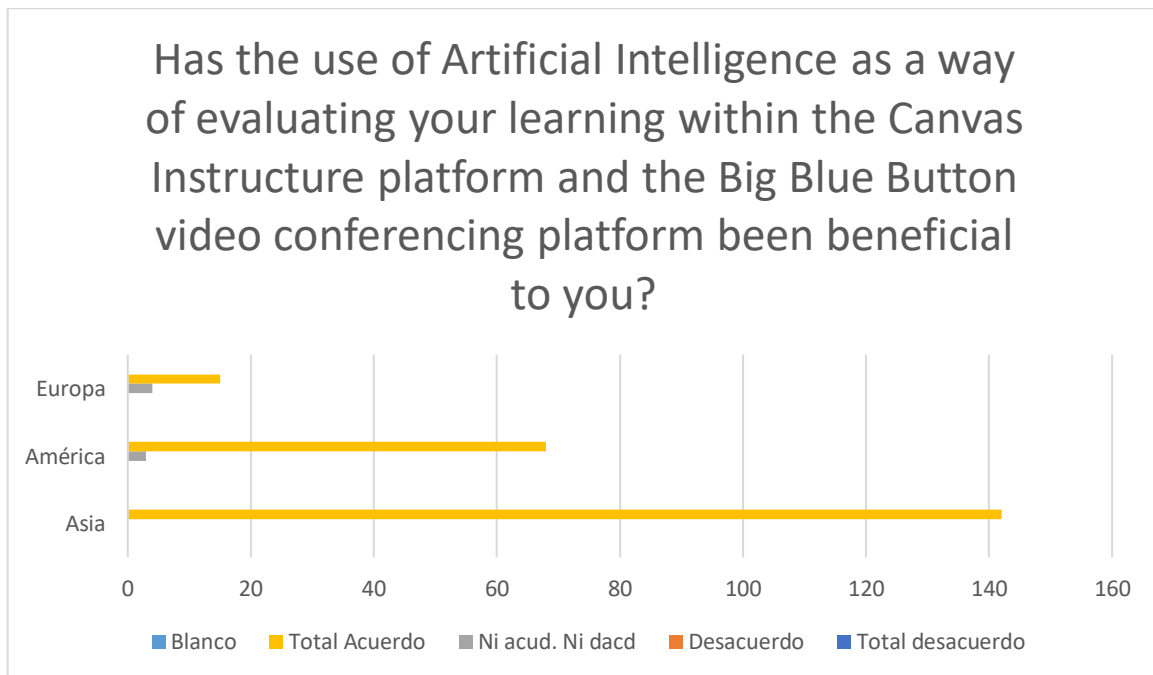 Has the use of Artificial Intelligence as a way
of evaluating your learning within the Canvas
Instructure platform and the Big Blue Button
video conferencing platform been beneficial
to you?
Europa
América
Asia
0 20 40 60 80 100 120 140 160
Blanco Total Acuerdo Ni acud. Ni dacd Desacuerdo Total desacuerdo